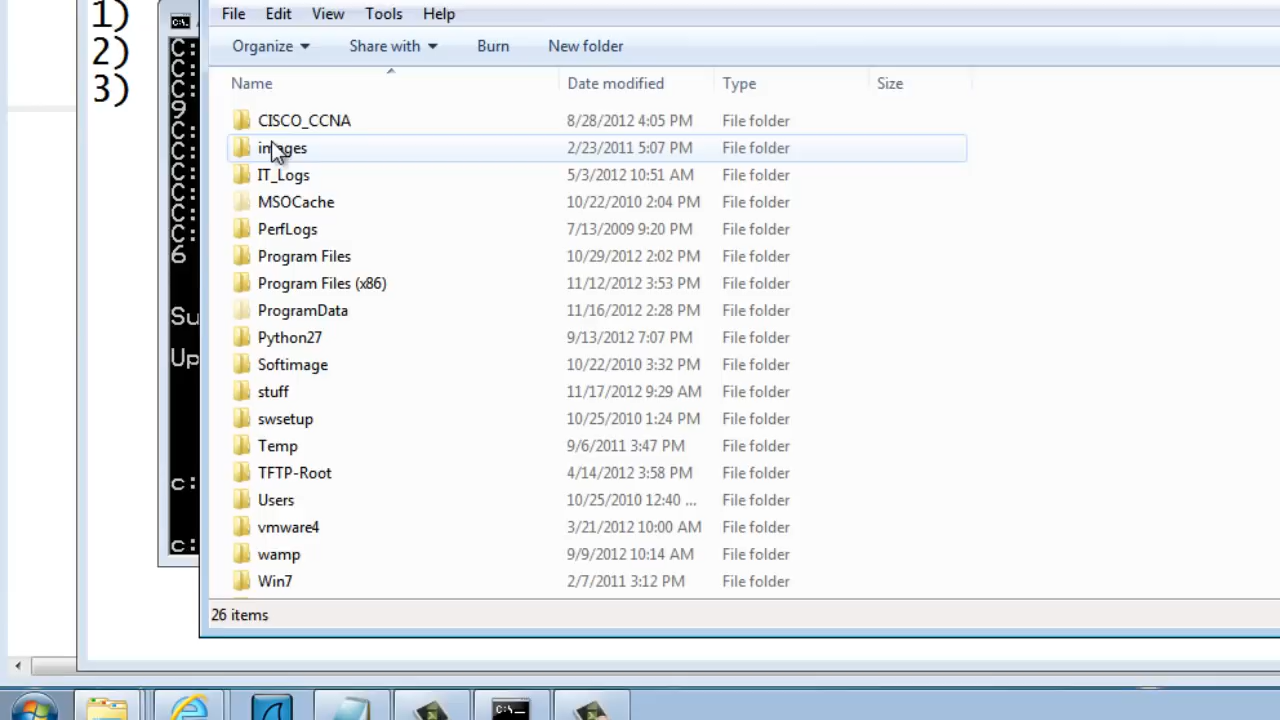 1)
2)
3)
C:
C:
C:
9
C:
C:
C:
C:
C:
C:
6
Su
Up
c:
c:
File Edit View Tools Help
Organize Share with Burn New folder
Name Date modified Type Size
CISCO_CCNA 8/28/2012 4:05 PM File folder
images 2/23/2011 5:07 PM File folder
IT_Logs 5/3/2012 10:51 AM File folder
MSOCache 10/22/2010 2:04 PM File folder
PerfLogs 7/13/2009 9:20 PM File folder
Program Files 10/29/2012 2:02 PM File folder
Program Files (x86) 11/12/2012 3:53 PM File folder
ProgramData 11/16/2012 2:28 PM File folder
Python27 9/13/2012 7:07 PM File folder
Softimage 10/22/2010 3:32 PM File folder
stuff 11/17/2012 9:29 AM File folder
swsetup 10/25/2010 1:24 PM File folder
Temp 9/6/2011 3:47 PM File folder
TFTP-Root 4/14/2012 3:58 PM File folder
Users 10/25/2010 12:40 ... File folder
vmware4 3/21/2012 10:00 AM File folder
wamp 9/9/2012 10:14 AM File folder
Win7 2/7/2011 3:12 PM File folder
26 items